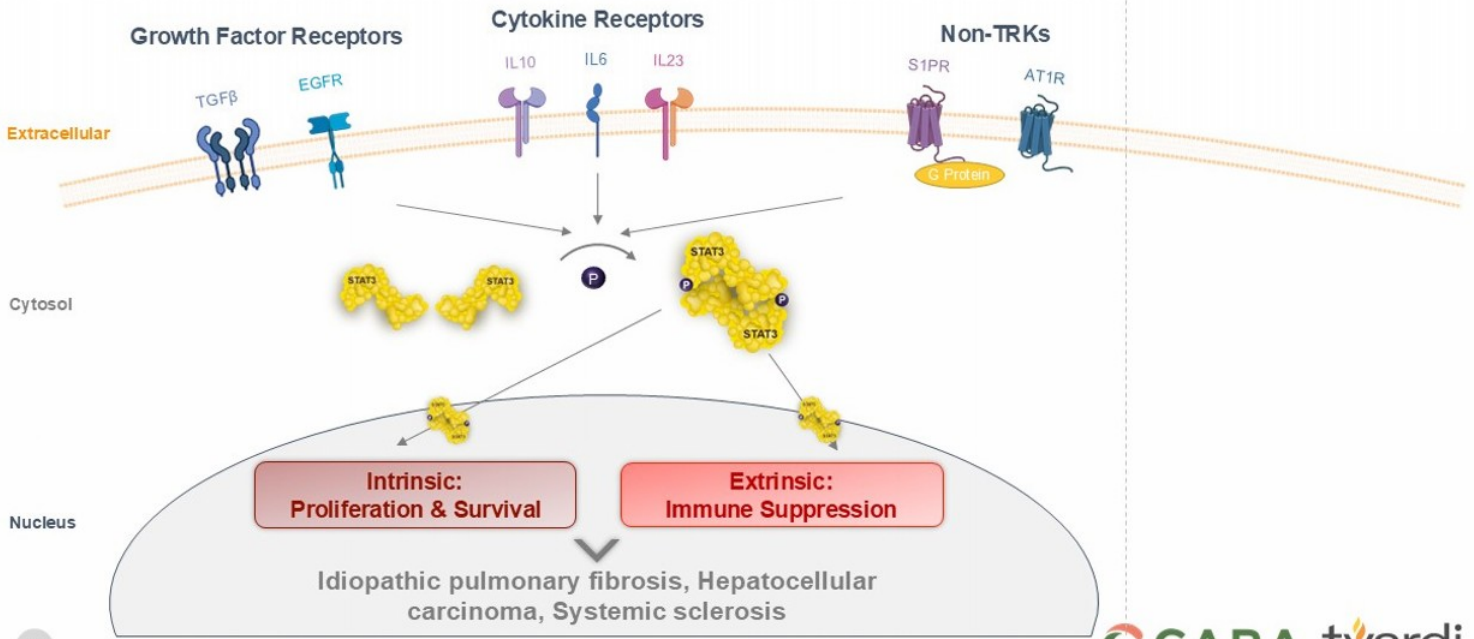 Growth Factor Receptors
Cytokine Receptors
Non-TRKs
TGFβ
EGFR
IL10
IL6
IL23
S1PR
AT1R
Extracellular
G Protein
STAT3
STAT3
P
STAT3
P
P
STAT3
Cytosol
Intrinsic:
Proliferation & Survival
Extrinsic:
Immune Suppression
Nucleus
Idiopathic pulmonary fibrosis, Hepatocellular
carcinoma, Systemic sclerosis